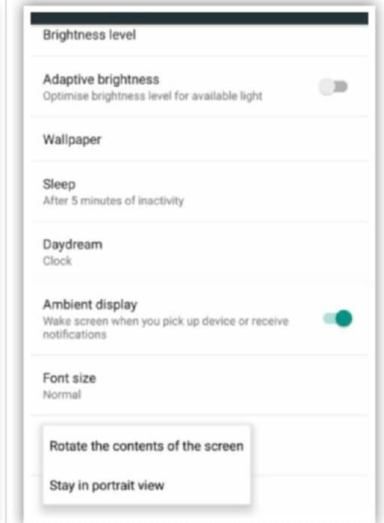 Brightness level
Adaptive brightness
Optimise brightness level for available light
Wallpaper
Sleep
After 5 minutes of inactivity
Daydream
Clock
Ambient display
Wake screen when you pick up device or receive
notifications
Font size
Normal
Rotate the contents of the screen
Stay in portrait view